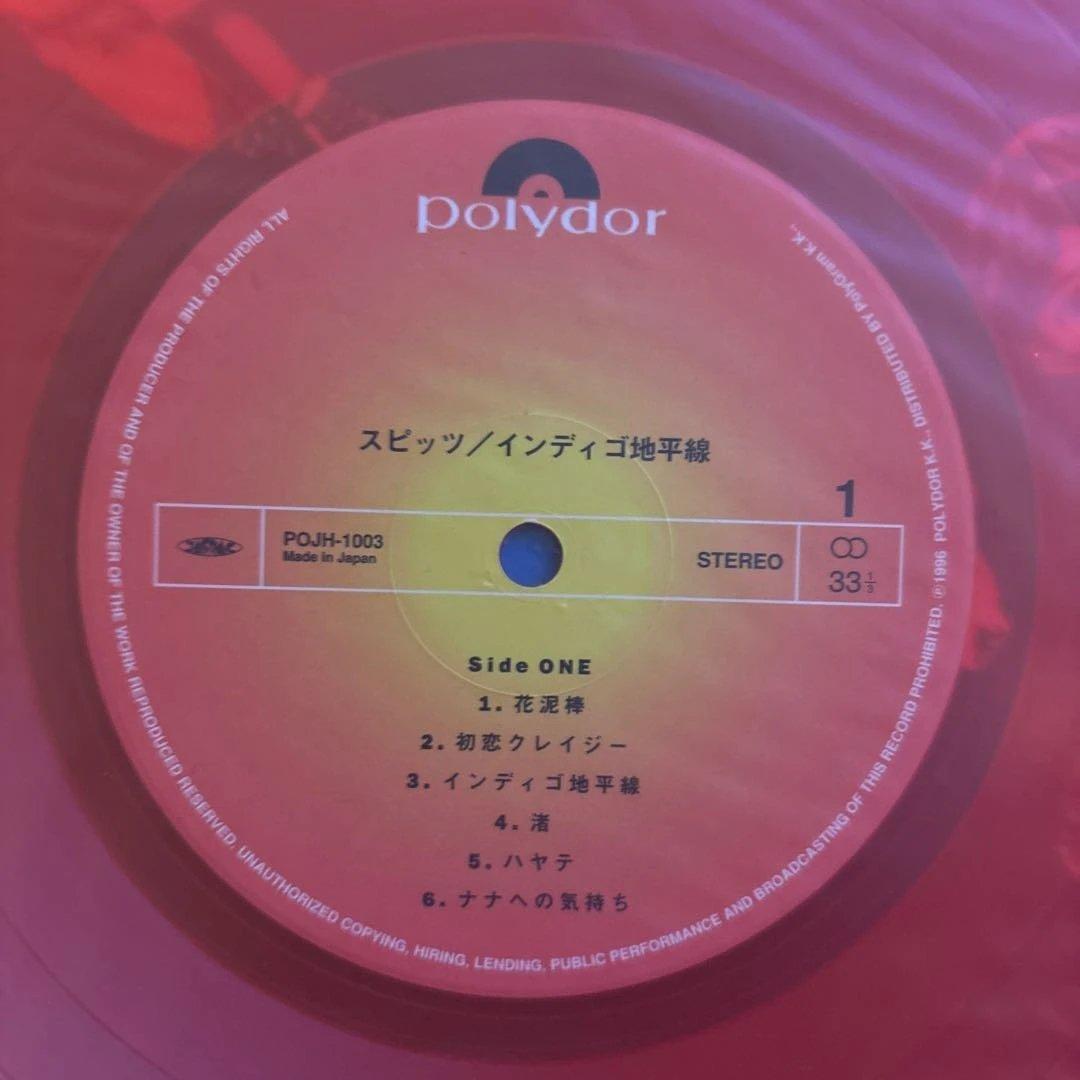 polydor
スピッツ／インディゴ地平線
1
POJH-1003
Made in Japan
STEREO
33 1/3
Side ONE
1. 花泥棒
2. 初恋クレイジー
3. インディゴ地平線
4. 渚
5. ハヤテ
6. ナナへの気持ち
ALL RIGHTS OF THE PRODUCER AND OF THE OWNER OF THE WORK REPRODUCED RESERVED. UNAUTHORIZED COPYING, HIRING, LENDING, PUBLIC PERFORMANCE AND BROADCASTING OF THIS RECORD PROHIBITED. ℗1996 POLYDOR K.K., DISTRIBUTED BY PolyGram K.K.,